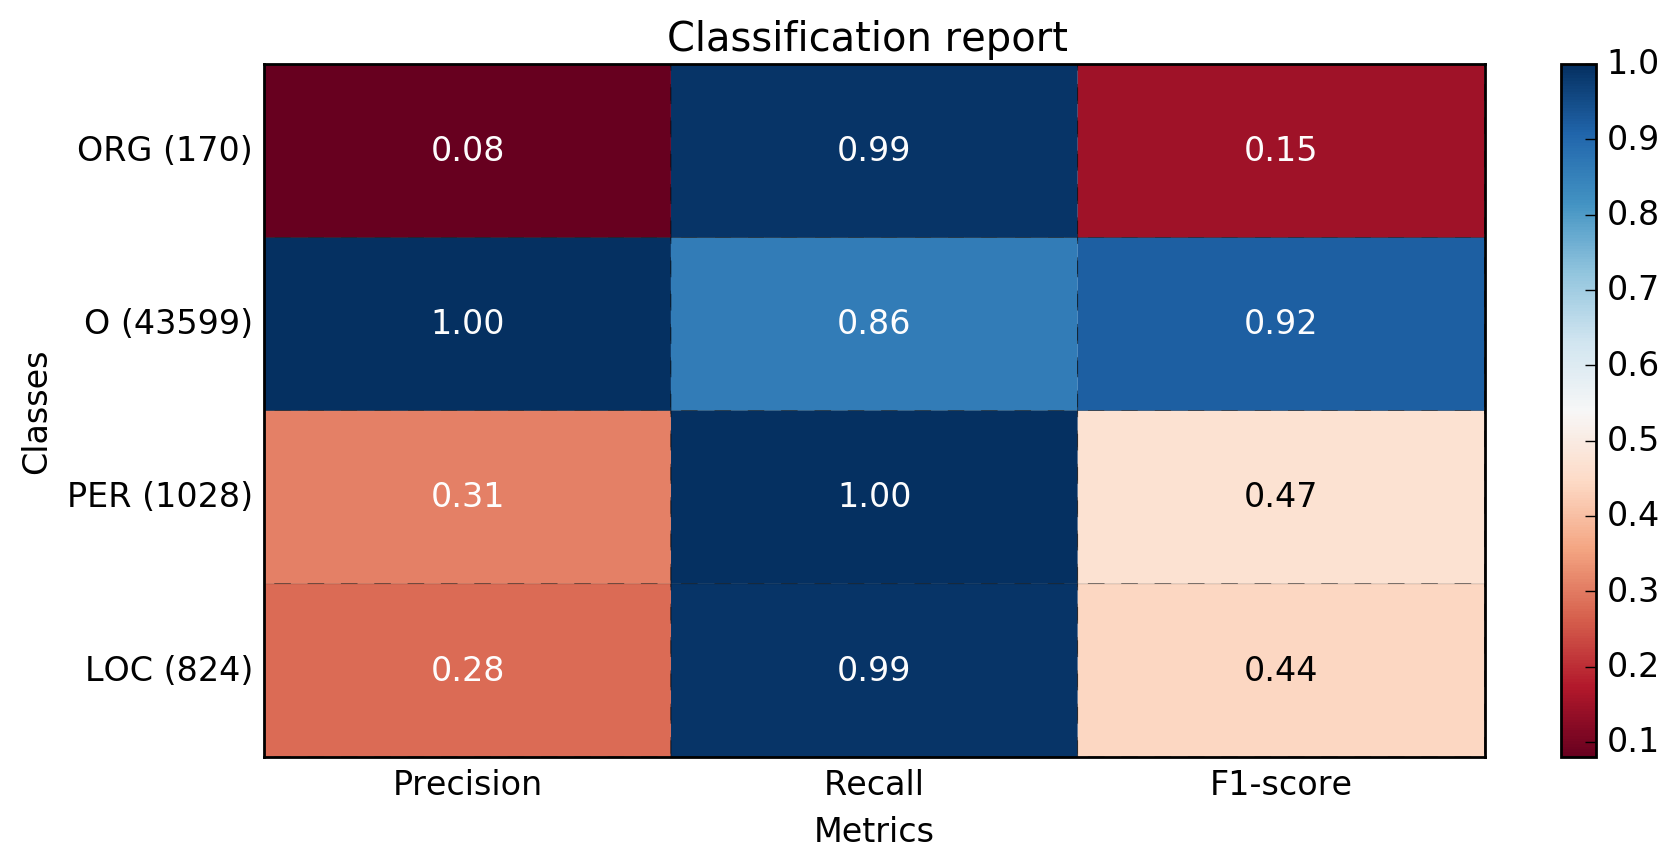 Classification report
ORG (170) 0.08 0.99 0.15
O (43599) 1.00 0.86 0.92
PER (1028) 0.31 1.00 0.47
LOC (824) 0.28 0.99 0.44
Precision Recall F1-score
Metrics
Classes
1.0
0.9
0.8
0.7
0.6
0.5
0.4
0.3
0.2
0.1